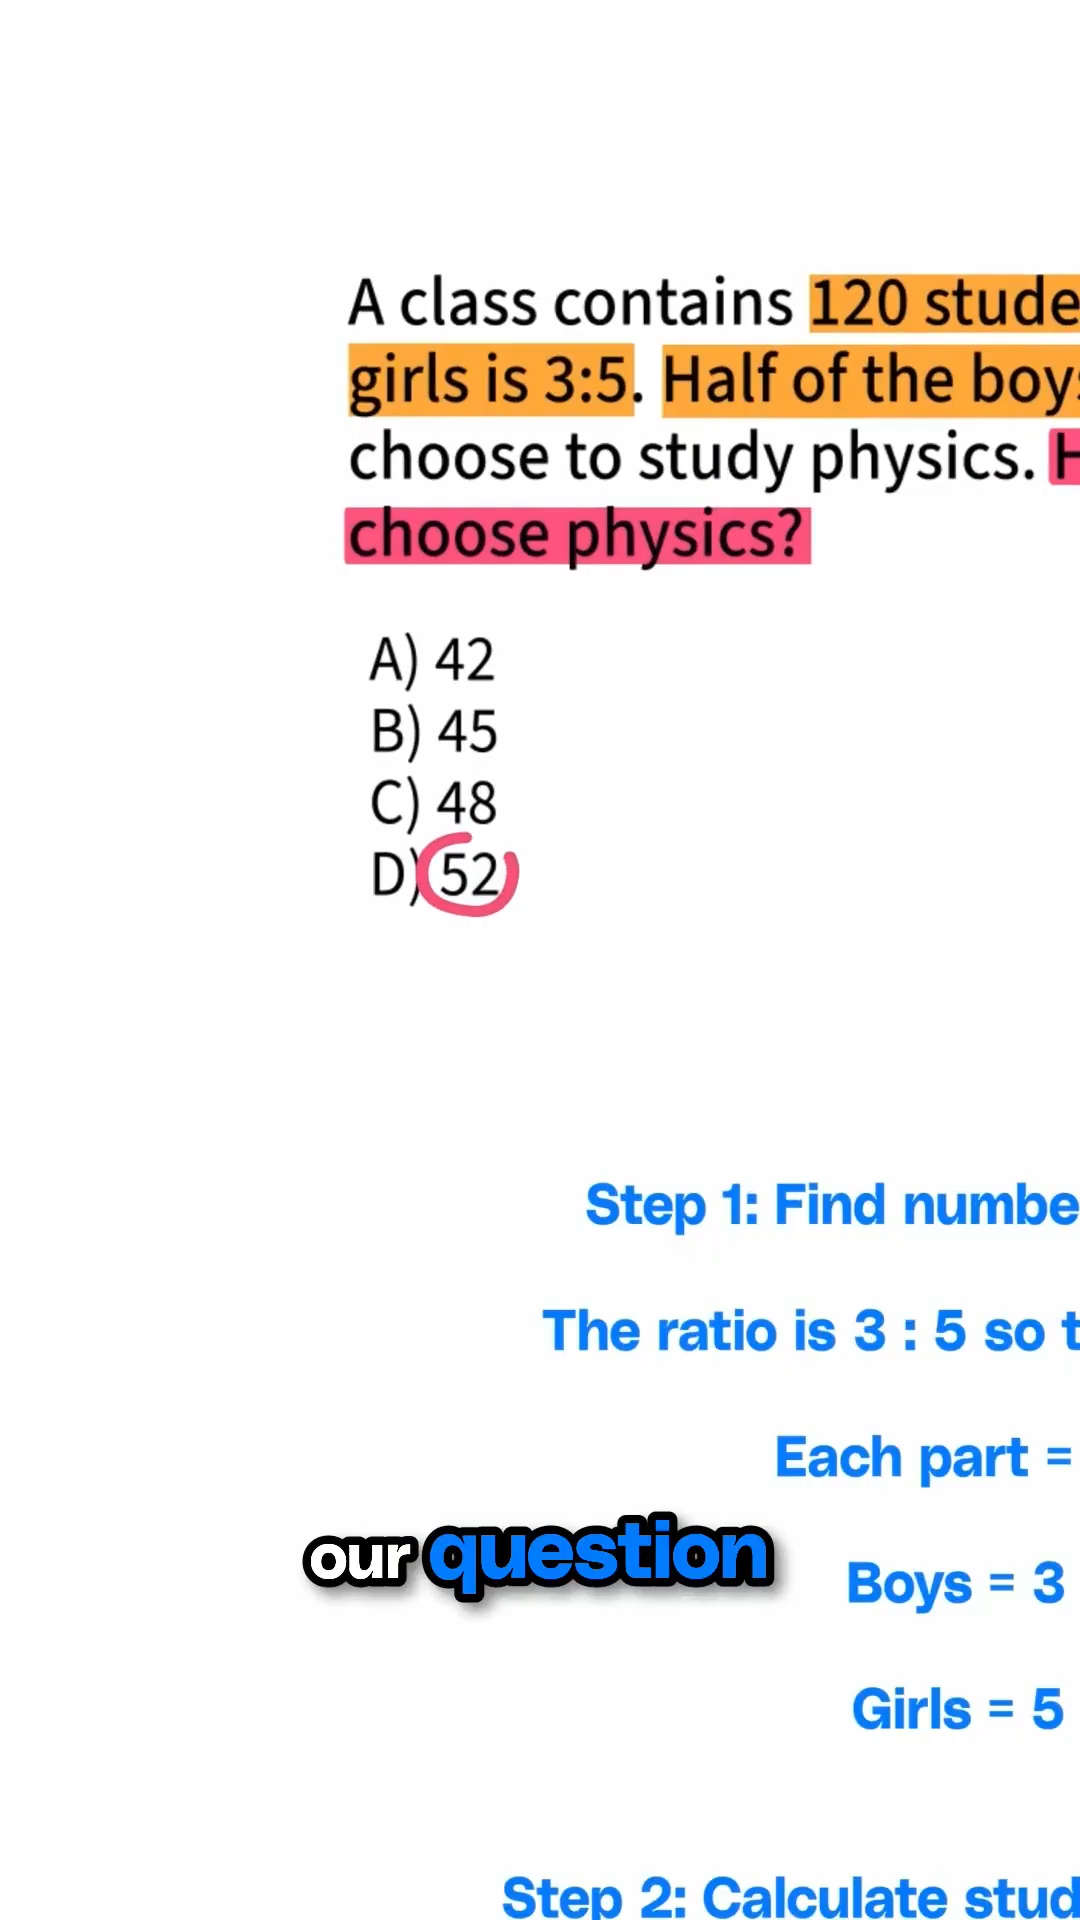 A class contains 120 stude
girls is 3:5. Half of the boys
choose to study physics. H
choose physics?
A) 42
B) 45
C) 48
D) 52
Step 1: Find numbe
The ratio is 3 : 5 so t
Each part =
our question
Boys = 3
Girls = 5
Step 2: Calculate stud